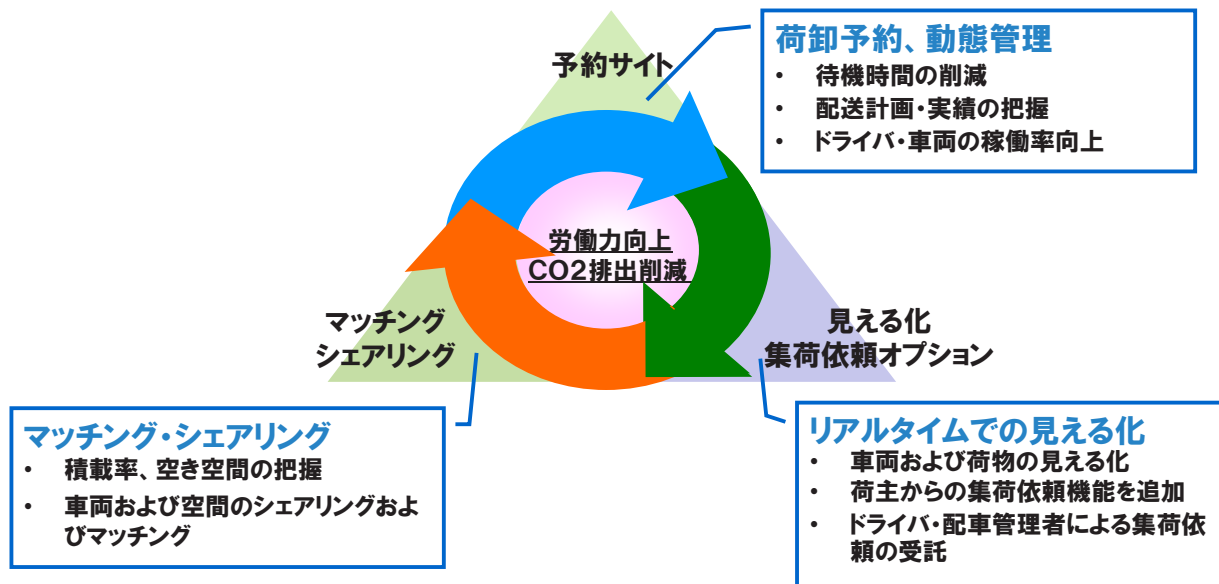 予約サイト
荷卸予約、動態管理
• 待機時間の削減
• 配送計画・実績の把握
• ドライバ・車両の稼働率向上
労働力向上
CO2排出削減
マッチング
シェアリング
見える化
集荷依頼オプション
マッチング・シェアリング
• 積載率、空き空間の把握
• 車両および空間のシェアリングおよ
びマッチング
リアルタイムでの見える化
• 車両および荷物の見える化
• 荷主からの集荷依頼機能を追加
• ドライバ・配車管理者による集荷依
頼の受託